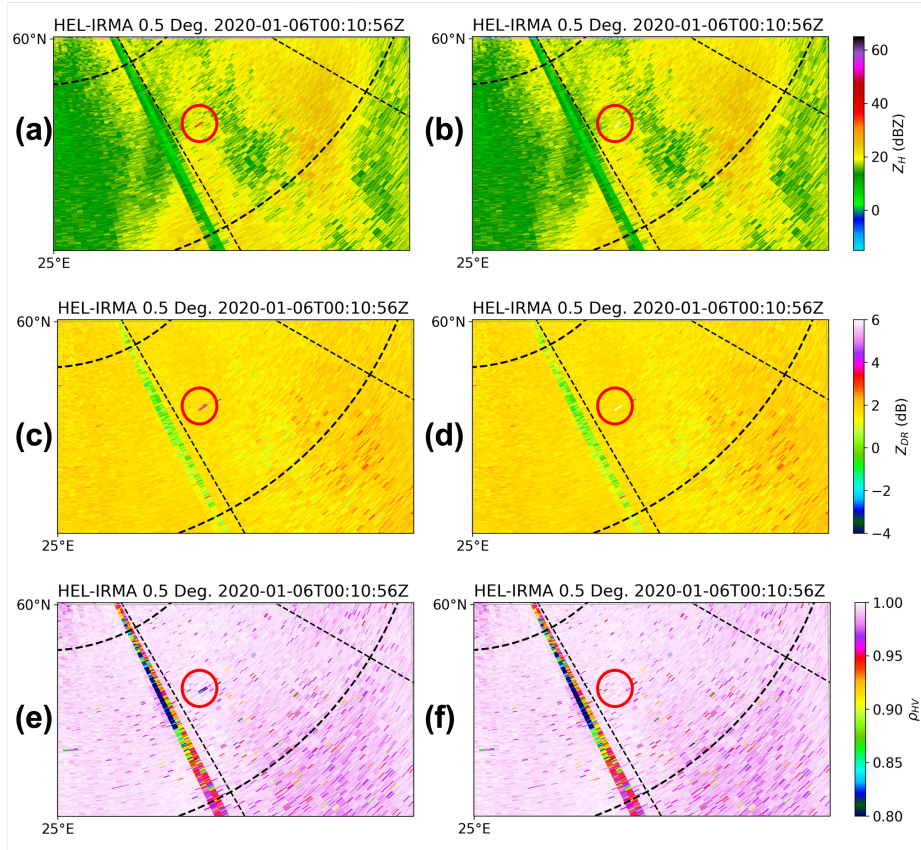 HEL-IRMA 0.5 Deg. 2020-01-06T00:10:56Z
60°N
(a)
25°E
HEL-IRMA 0.5 Deg. 2020-01-06T00:10:56Z
60°N
(b)
25°E
60
40
20
0
Z_H (dBZ)
HEL-IRMA 0.5 Deg. 2020-01-06T00:10:56Z
60°N
(c)
25°E
HEL-IRMA 0.5 Deg. 2020-01-06T00:10:56Z
60°N
(d)
25°E
6
4
2
0
−2
−4
Z_DR (dB)
HEL-IRMA 0.5 Deg. 2020-01-06T00:10:56Z
60°N
(e)
25°E
HEL-IRMA 0.5 Deg. 2020-01-06T00:10:56Z
60°N
(f)
25°E
1.00
0.95
0.90
0.85
0.80
ρ_HV